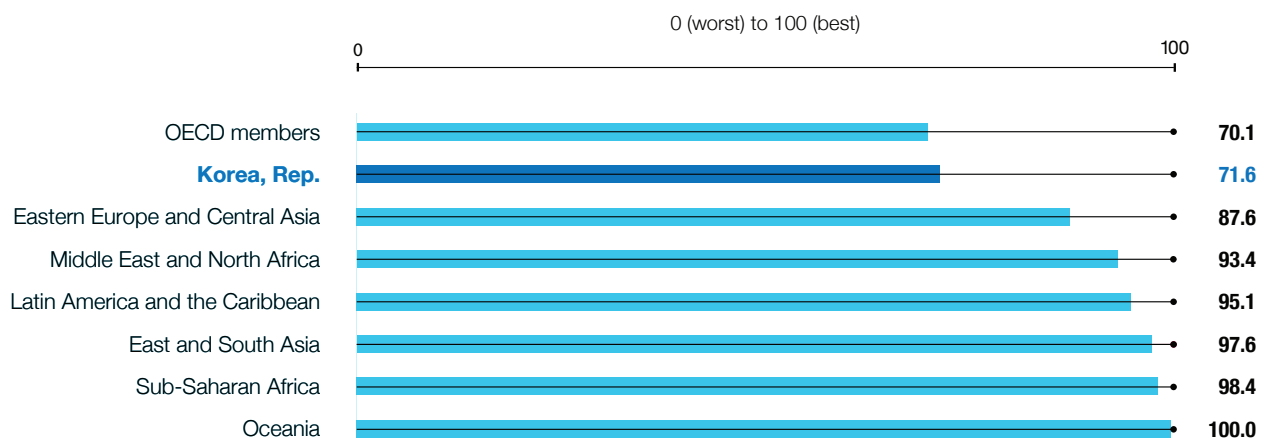 0 (worst) to 100 (best)
0 100
OECD members 70.1
Korea, Rep. 71.6
Eastern Europe and Central Asia 87.6
Middle East and North Africa 93.4
Latin America and the Caribbean 95.1
East and South Asia 97.6
Sub-Saharan Africa 98.4
Oceania 100.0